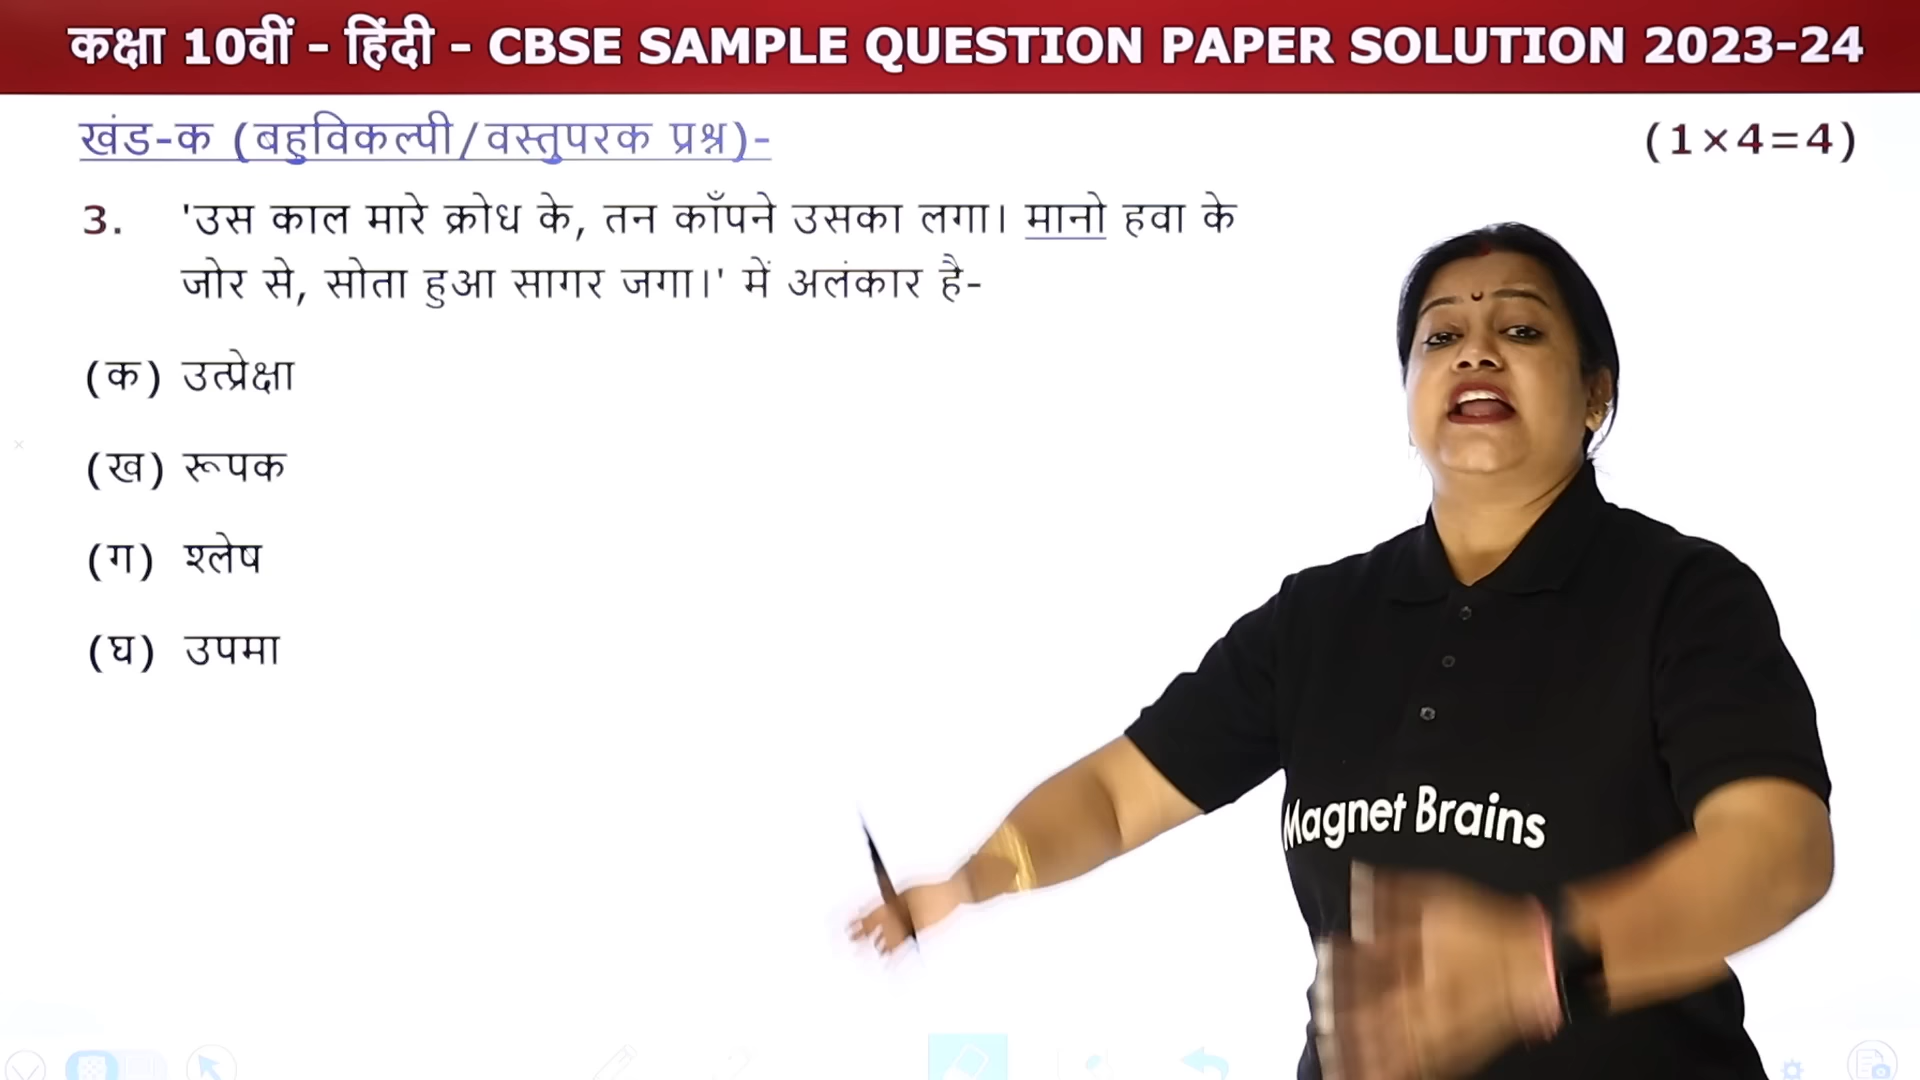 कक्षा 10वीं - हिंदी - CBSE SAMPLE QUESTION PAPER SOLUTION 2023-24
खंड-क (बहुविकल्पी/वस्तुपरक प्रश्न)- (1×4=4)
3. 'उस काल मारे क्रोध के, तन काँपने उसका लगा। मानो हवा के
जोर से, सोता हुआ सागर जगा।' में अलंकार है-
(क) उत्प्रेक्षा
(ख) रूपक
(ग) श्लेष
(घ) उपमा
Magnet Brains